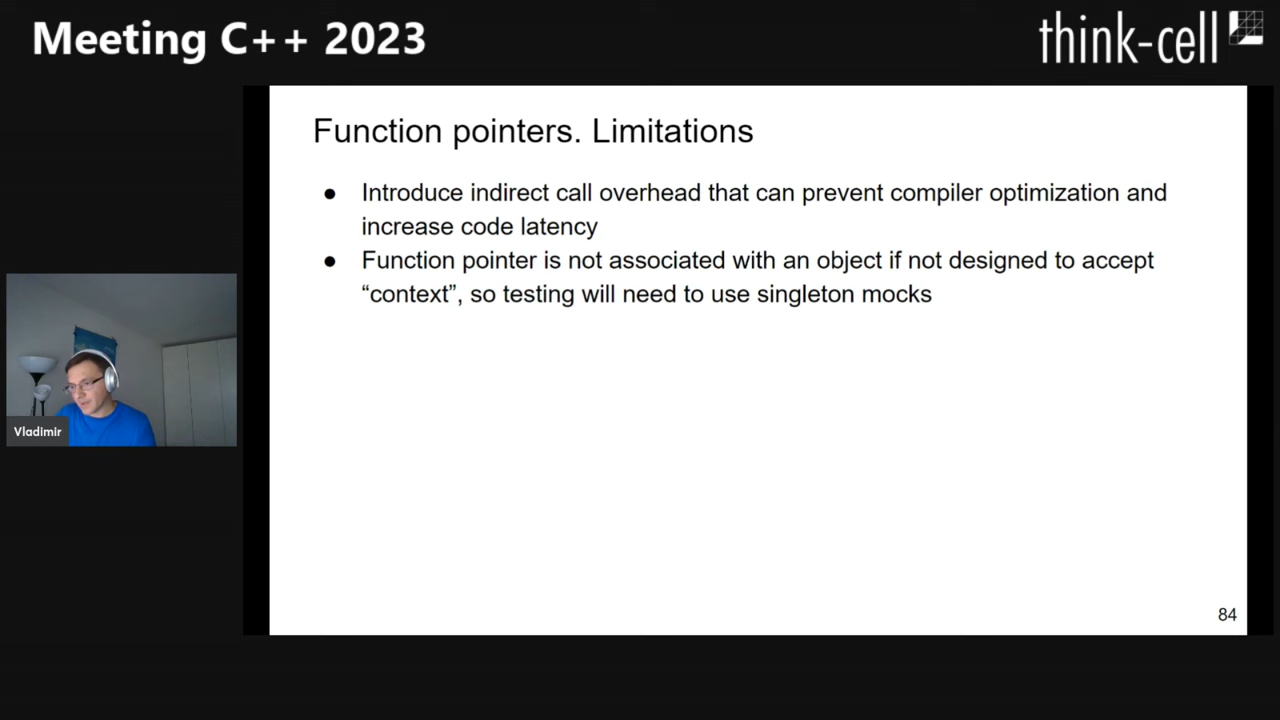 Meeting C++ 2023
think-cell
Function pointers. Limitations
● Introduce indirect call overhead that can prevent compiler optimization and
increase code latency
● Function pointer is not associated with an object if not designed to accept
“context”, so testing will need to use singleton mocks
Vladimir
84